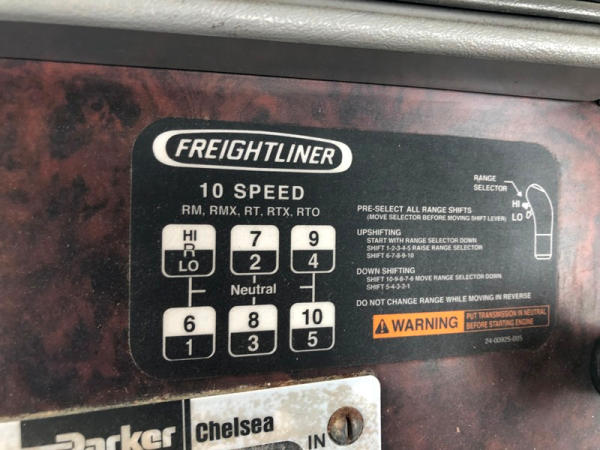 FREIGHTLINER
10 SPEED
RM, RMX, RT, RTX, RTO
HI
R
LO
7
2
9
4
Neutral
6
1
8
3
10
5
RANGE
SELECTOR
HI
LO
PRE-SELECT ALL RANGE SHIFTS
(MOVE SELECTOR BEFORE MOVING SHIFT LEVER)
UPSHIFTING
START WITH RANGE SELECTOR DOWN
SHIFT 1-2-3-4-5 RAISE RANGE SELECTOR
SHIFT 6-7-8-9-10
DOWN SHIFTING
SHIFT 10-9-8-7-6 MOVE RANGE SELECTOR DOWN
SHIFT 5-4-3-2-1
DO NOT CHANGE RANGE WHILE MOVING IN REVERSE
WARNING
PUT TRANSMISSION IN NEUTRAL
BEFORE STARTING ENGINE
24-00925-005
Parker
Chelsea
IN